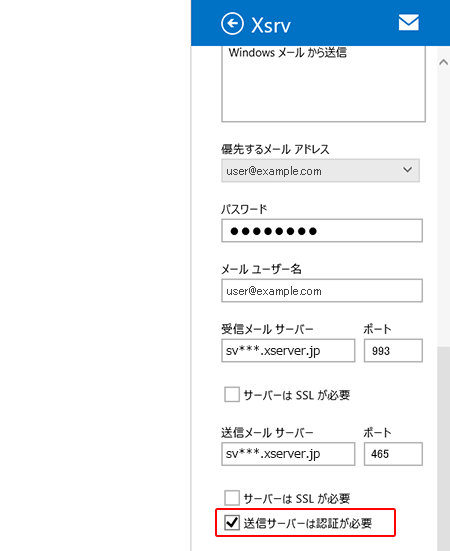 Xsrv
Windows メール から送信
優先するメール アドレス
user@example.com
パスワード
●●●●●●●●
メール ユーザー名
user@example.com
受信メール サーバー ポート
sv***.xserver.jp 993
サーバーは SSL が必要
送信メール サーバー ポート
sv***.xserver.jp 465
サーバーは SSL が必要
送信サーバーは認証が必要